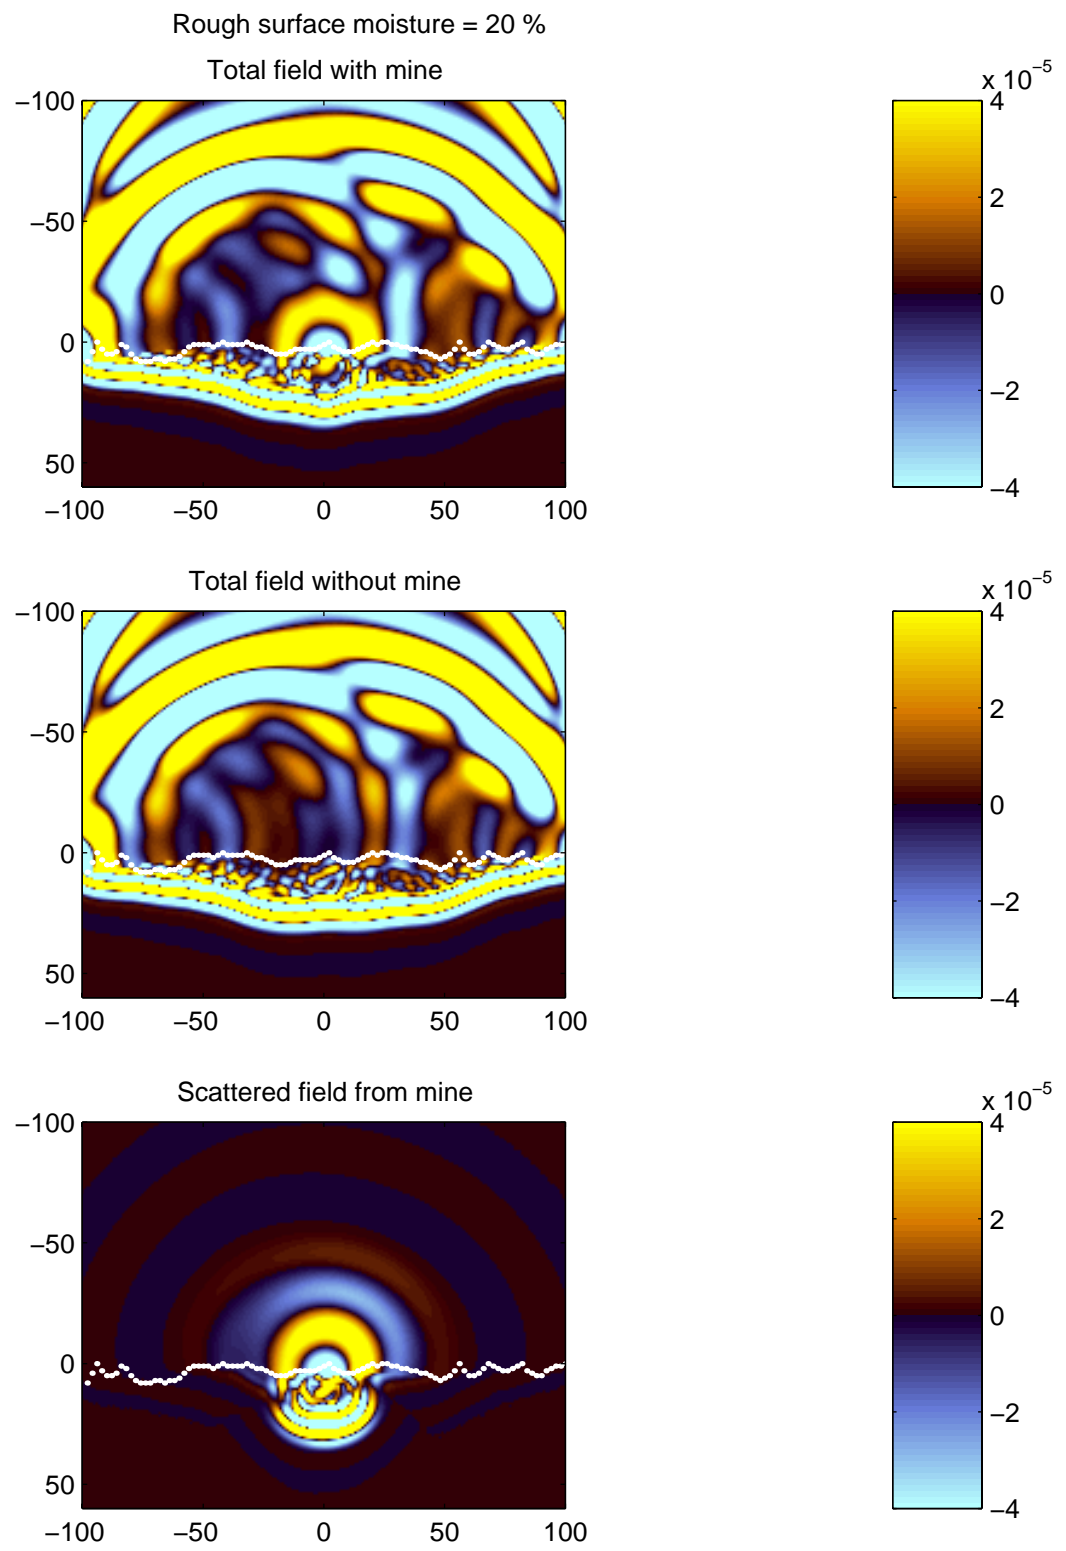 Rough surface moisture = 20 %
Total field with mine
x 10⁻⁵
−100
−50
0
50
−100 −50 0 50 100
4
2
0
−2
−4
Total field without mine
x 10⁻⁵
−100
−50
0
50
−100 −50 0 50 100
4
2
0
−2
−4
Scattered field from mine
x 10⁻⁵
−100
−50
0
50
−100 −50 0 50 100
4
2
0
−2
−4